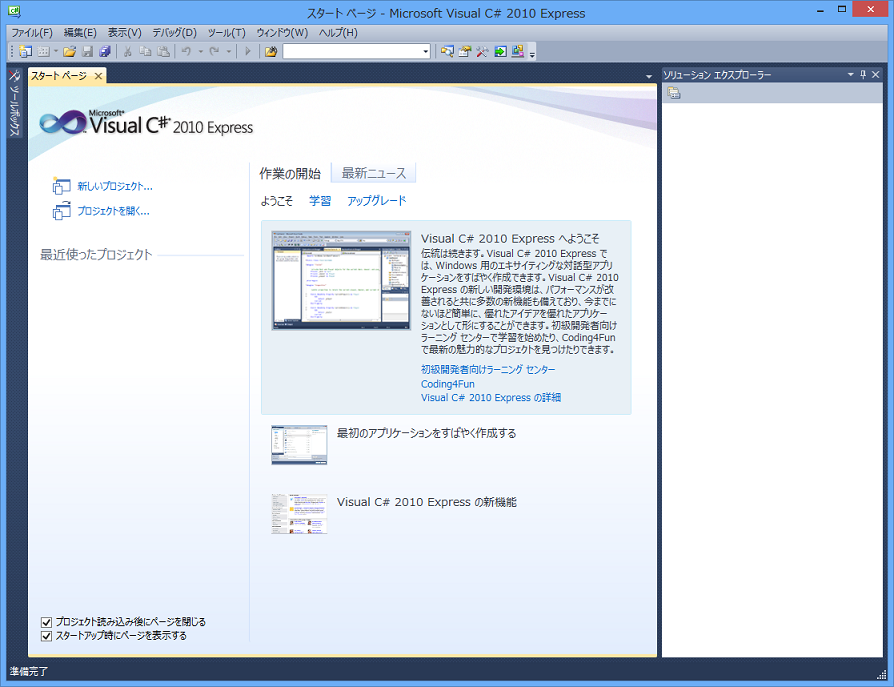 スタート ページ - Microsoft Visual C# 2010 Express
ファイル(F) 編集(E) 表示(V) デバッグ(D) ツール(T) ウィンドウ(W) ヘルプ(H)
ツールボックス
スタート ページ
ソリューション エクスプローラー
Microsoft®
Visual C# 2010 Express
新しいプロジェクト...
プロジェクトを開く...
最近使ったプロジェクト
作業の開始 最新ニュース
ようこそ 学習 アップグレード
Visual C# 2010 Express へようこそ
伝統は続きます。Visual C# 2010 Express で
は、Windows 用のエキサイティングな対話型アプリ
ケーションをすばやく作成できます。Visual C# 2010
Express の新しい開発環境は、パフォーマンスが改
善されると共に多数の新機能も備えており、今までに
ないほど簡単に、優れたアイデアを優れたアプリケー
ションとして形にすることができます。初級開発者向け
ラーニング センターで学習を始めたり、Coding4Fun
で最新の魅力的なプロジェクトを見つけたりできます。
初級開発者向けラーニング センター
Coding4Fun
Visual C# 2010 Express の詳細
最初のアプリケーションをすばやく作成する
Visual C# 2010 Express の新機能
プロジェクト読み込み後にページを閉じる
スタートアップ時にページを表示する
準備完了